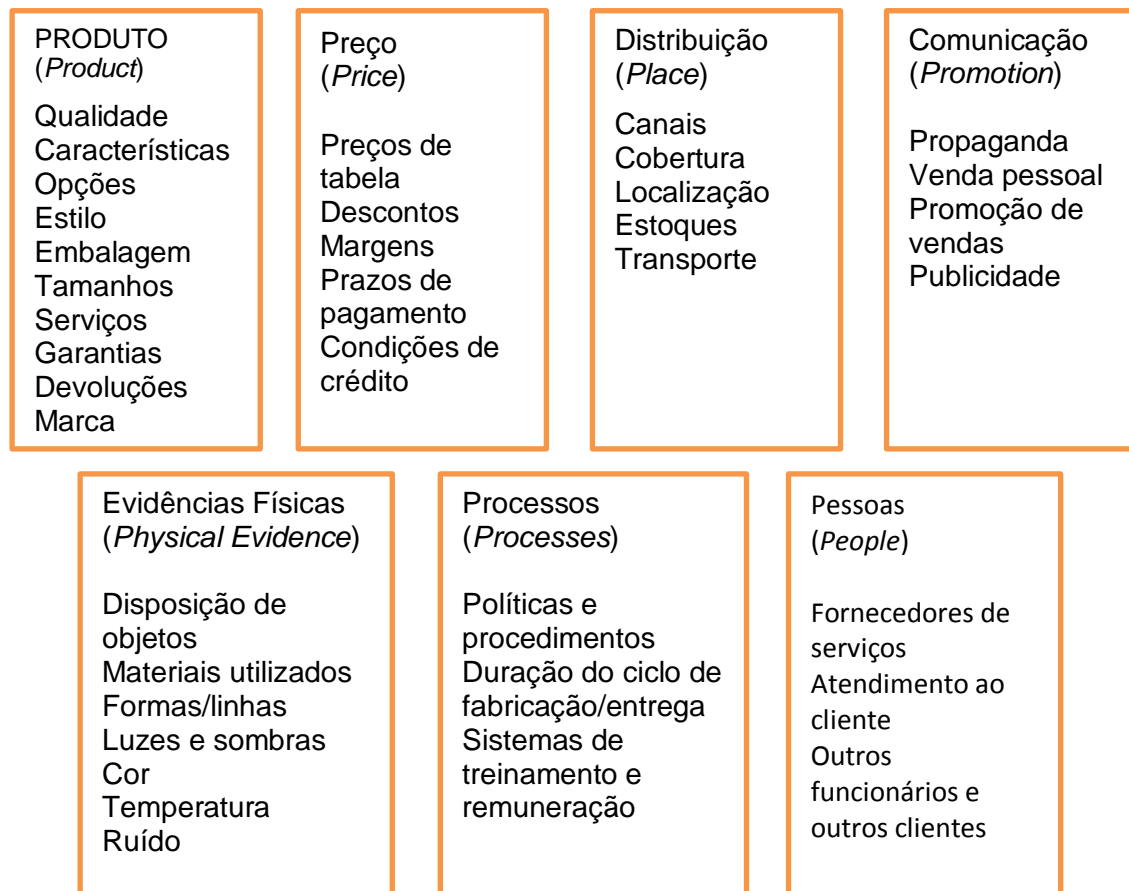 PRODUTO
(Product)
Qualidade
Características
Opções
Estilo
Embalagem
Tamanhos
Serviços
Garantias
Devoluções
Marca
Preço
(Price)
Preços de
tabela
Descontos
Margens
Prazos de
pagamento
Condições de
crédito
Distribuição
(Place)
Canais
Cobertura
Localização
Estoques
Transporte
Comunicação
(Promotion)
Propaganda
Venda pessoal
Promoção de
vendas
Publicidade
Evidências Físicas
(Physical Evidence)
Disposição de
objetos
Materiais utilizados
Formas/linhas
Luzes e sombras
Cor
Temperatura
Ruído
Processos
(Processes)
Políticas e
procedimentos
Duração do ciclo de
fabricação/entrega
Sistemas de
treinamento e
remuneração
Pessoas
(People)
Fornecedores de
serviços
Atendimento ao
cliente
Outros
funcionários e
outros clientes